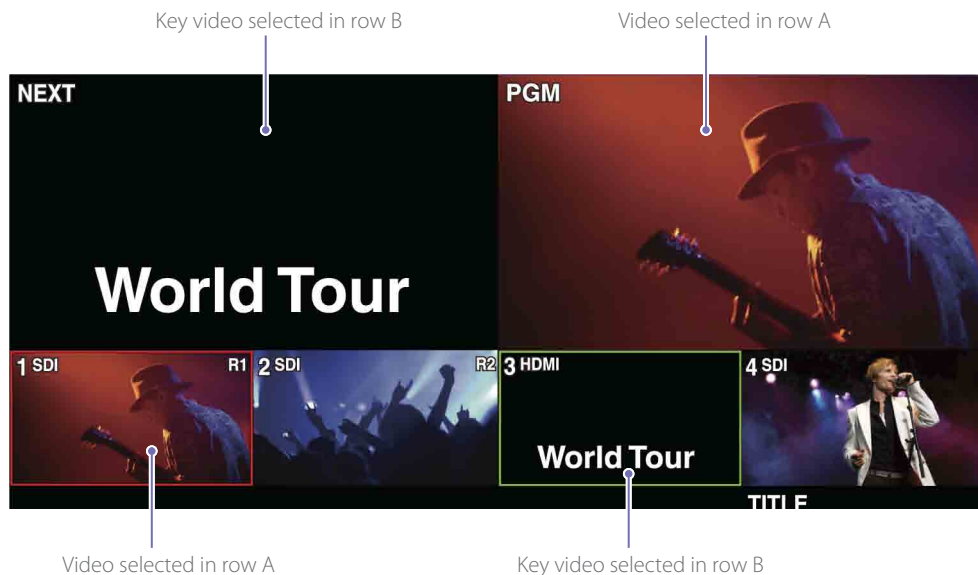 Key video selected in row B
Video selected in row A
NEXT
PGM
World Tour
1 SDI
R1
2 SDI
R2
3 HDMI
4 SDI
World Tour
TITLE
Video selected in row A
Key video selected in row B